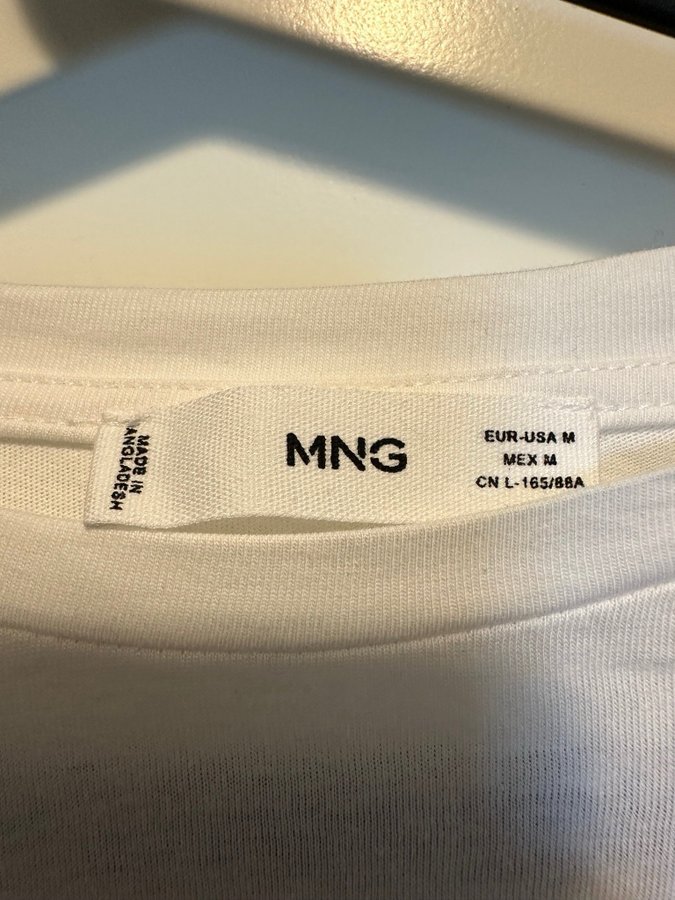 MADE IN
BANGLADESH
MNG
EUR-USA M
MEX M
CN L-165/88A